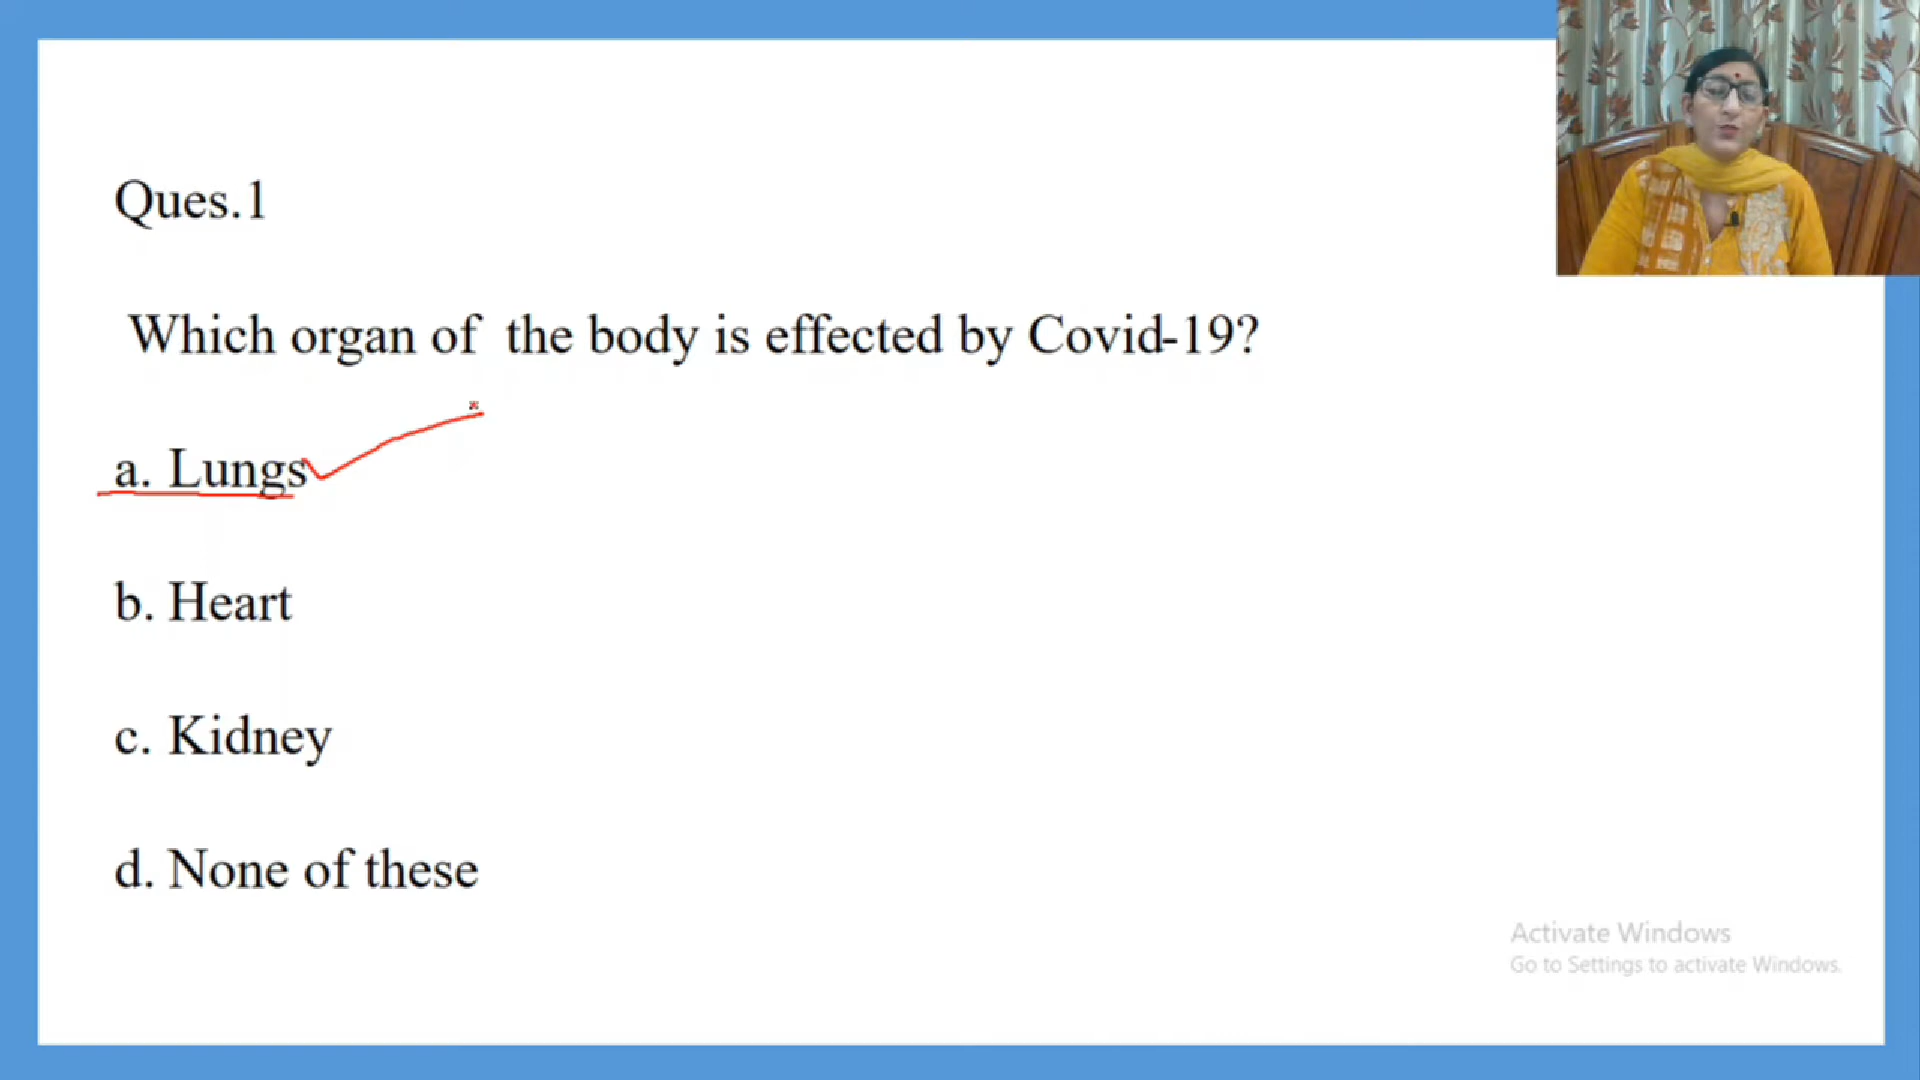 Ques.1
Which organ of the body is effected by Covid-19?
a. Lungs
b. Heart
c. Kidney
d. None of these
Activate Windows
Go to Settings to activate Windows.